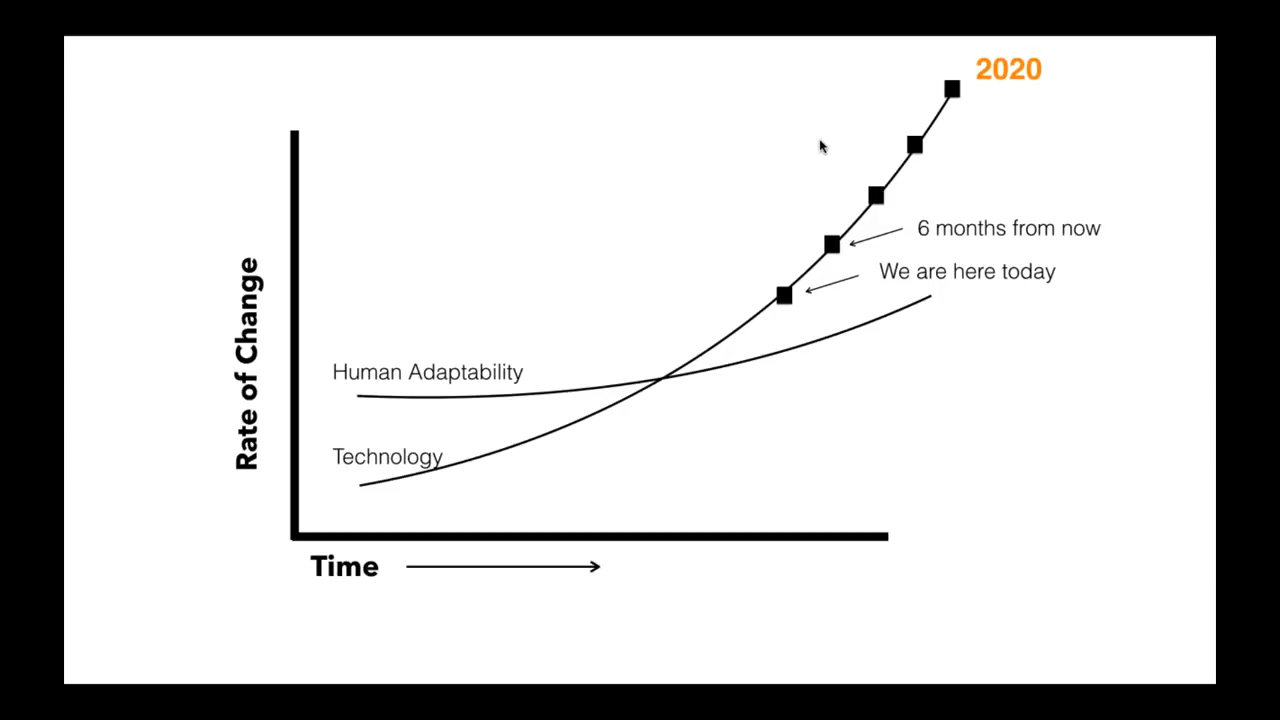 2020
6 months from now
We are here today
Human Adaptability
Technology
Rate of Change
Time